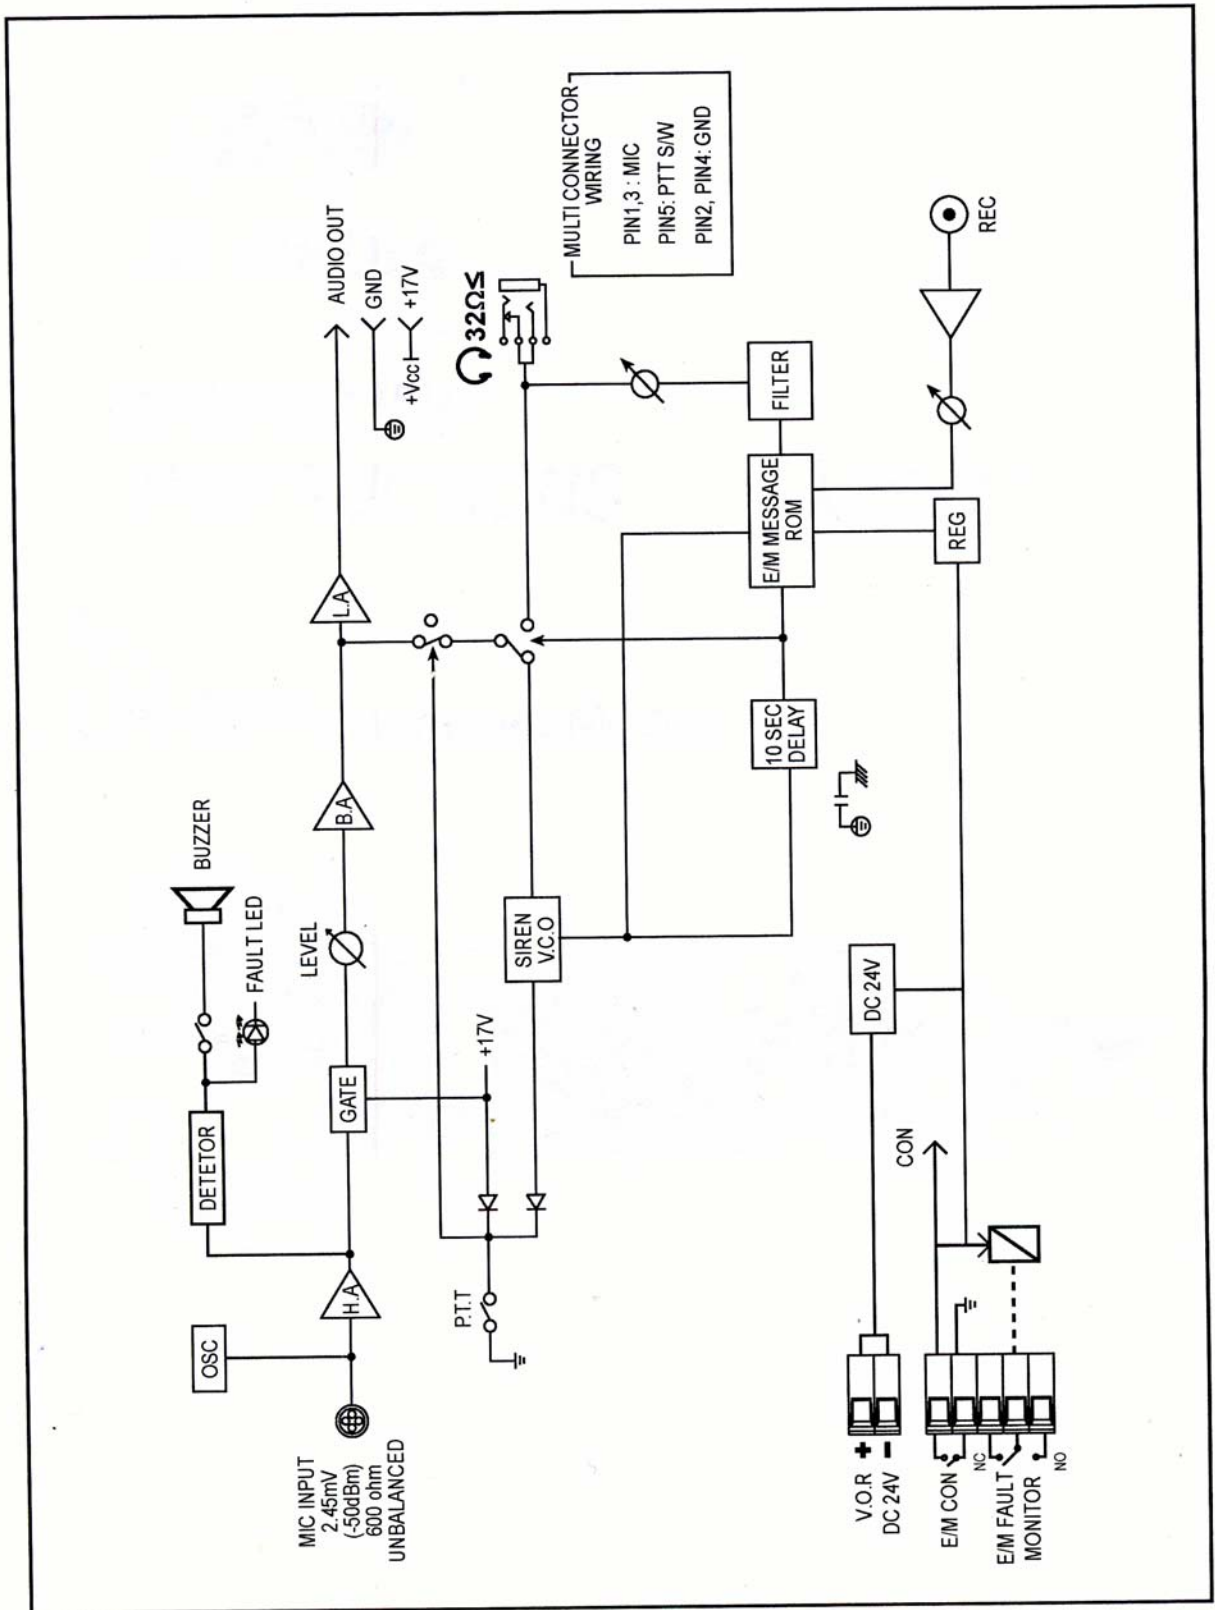 OSC
DETETOR
BUZZER
FAULT LED
MIC INPUT
2.45mV
(-50dBm)
600 ohm
UNBALANCED
H.A
GATE
LEVEL
B.A
L.A
AUDIO OUT
GND
+Vcc
+17V
P.T.T
+17V
SIREN
V.C.O
32Ω≤
MULTI CONNECTOR
WIRING
PIN1,3 : MIC
PIN5: PTT S/W
PIN2, PIN4: GND
10 SEC
DELAY
E/M MESSAGE
ROM
FILTER
REC
REG
V.O.R +
DC 24V -
DC 24V
CON
E/M CON
NC
E/M FAULT
MONITOR
NO